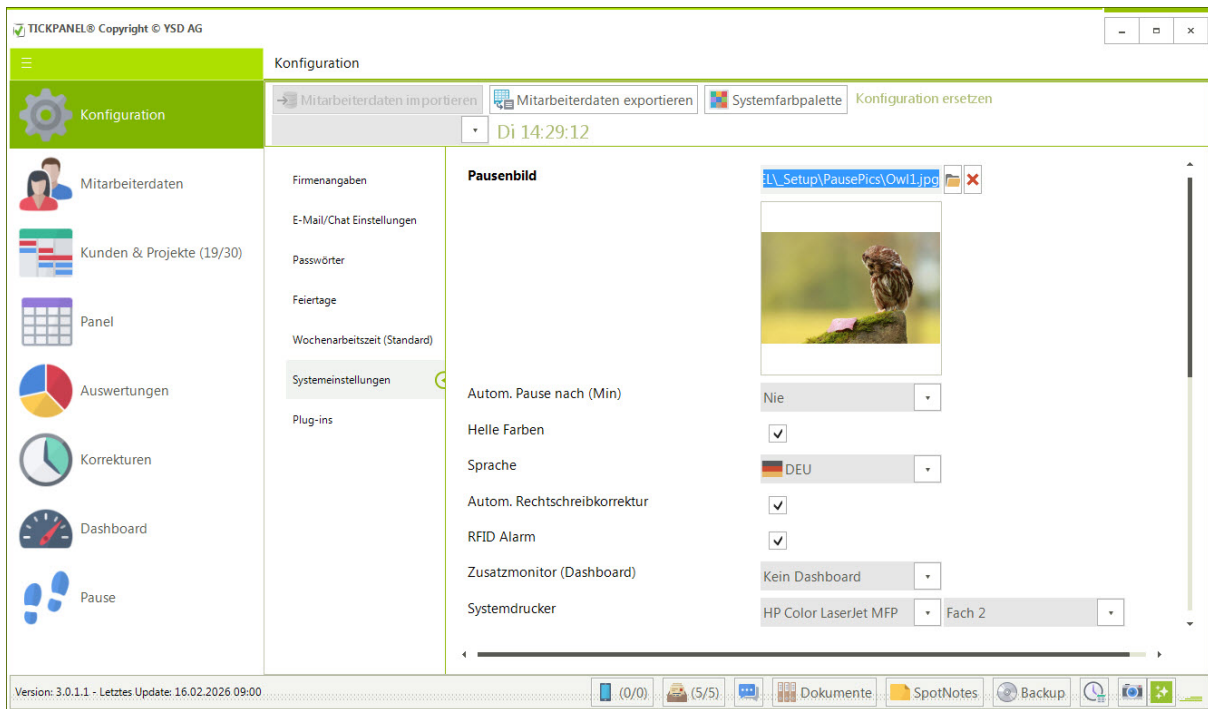 TICKPANEL® Copyright © YSD AG
Konfiguration
Konfiguration
Mitarbeiterdaten importieren
Mitarbeiterdaten exportieren
Systemfarbpalette
Konfiguration ersetzen
Di 14:29:12
Mitarbeiterdaten
Kunden & Projekte (19/30)
Panel
Auswertungen
Korrekturen
Dashboard
Pause
Firmenangaben
E-Mail/Chat Einstellungen
Passwörter
Feiertage
Wochenarbeitszeit (Standard)
Systemeinstellungen
Plug-ins
Pausenbild
EL\_Setup\PausePics\Owl1.jpg
Autom. Pause nach (Min)
Nie
Helle Farben
Sprache
DEU
Autom. Rechtschreibkorrektur
RFID Alarm
Zusatzmonitor (Dashboard)
Kein Dashboard
Systemdrucker
HP Color LaserJet MFP
Fach 2
Version: 3.0.1.1 - Letztes Update: 16.02.2026 09:00
(0/0)
(5/5)
Dokumente
SpotNotes
Backup